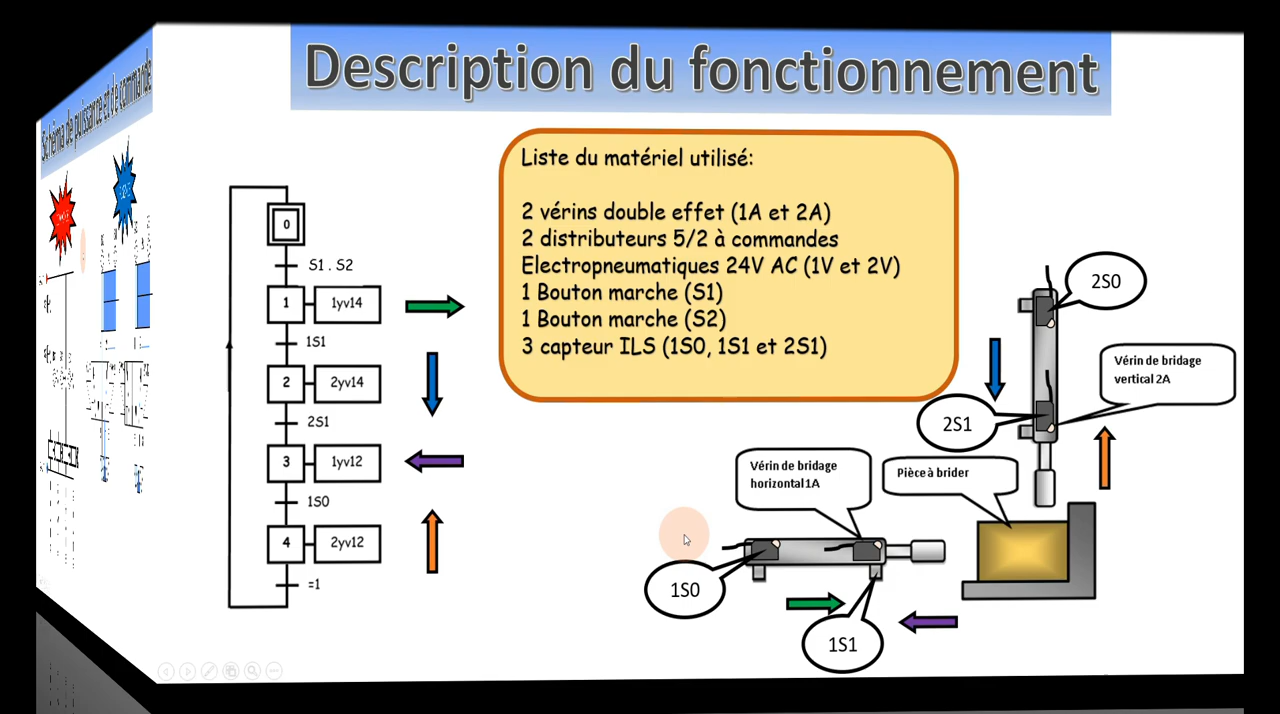 Schéma de puissance et de commande
Description du fonctionnement
Liste du matériel utilisé:
2 vérins double effet (1A et 2A)
2 distributeurs 5/2 à commandes
Electropneumatiques 24V AC (1V et 2V)
1 Bouton marche (S1)
1 Bouton marche (S2)
3 capteur ILS (1S0, 1S1 et 2S1)
0
S1 . S2
1
1yv14
1S1
2
2yv14
2S1
3
1yv12
1S0
4
2yv12
=1
2S0
Vérin de bridage
vertical 2A
2S1
Vérin de bridage
horizontal 1A
Pièce à brider
1S0
1S1